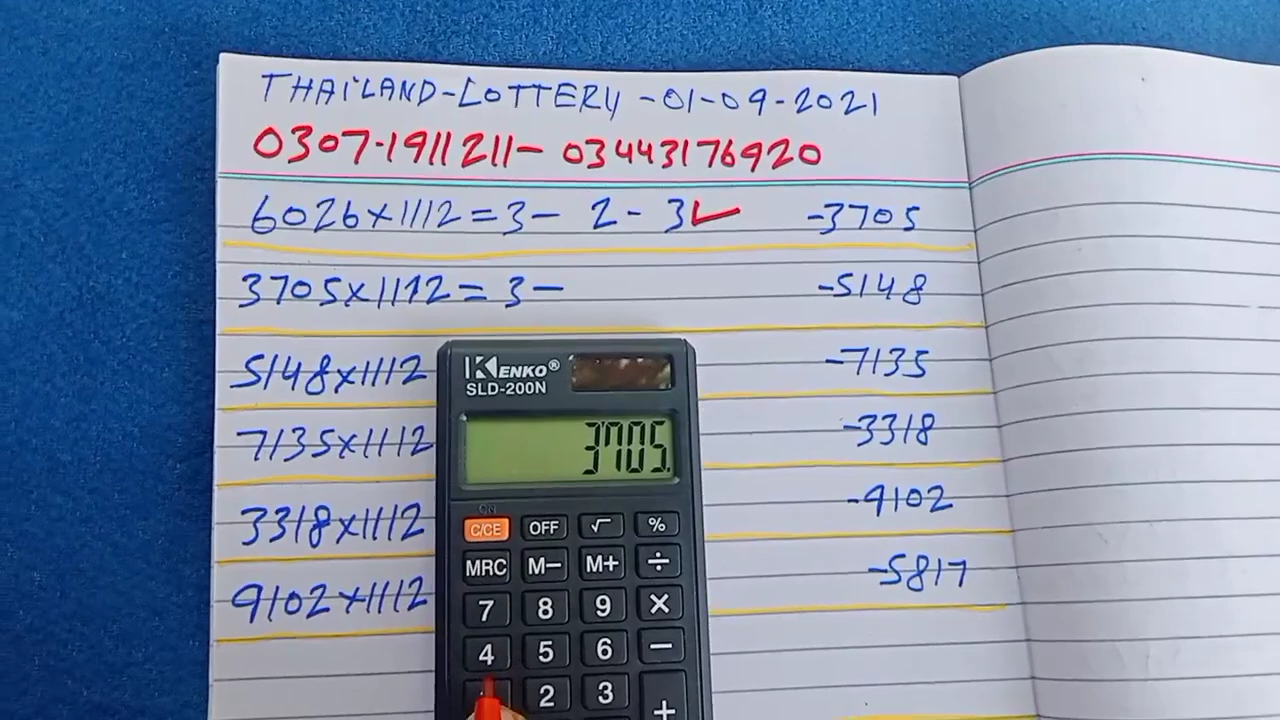 THAILAND-LOTTERY-01-09-2021
0307-1911211- 03443176920
6026x1112=3- 2- 3✓ -3705
3705x1112=3- -5148
5148x1112 -7135
7135x1112 -3318
3318x1112 -9102
9102x1112 -5817
KENKO®
SLD-200N
3705.
ON
C/CE OFF √ %
MRC M− M+ ÷
7 8 9 ×
4 5 6 −
2 3 +